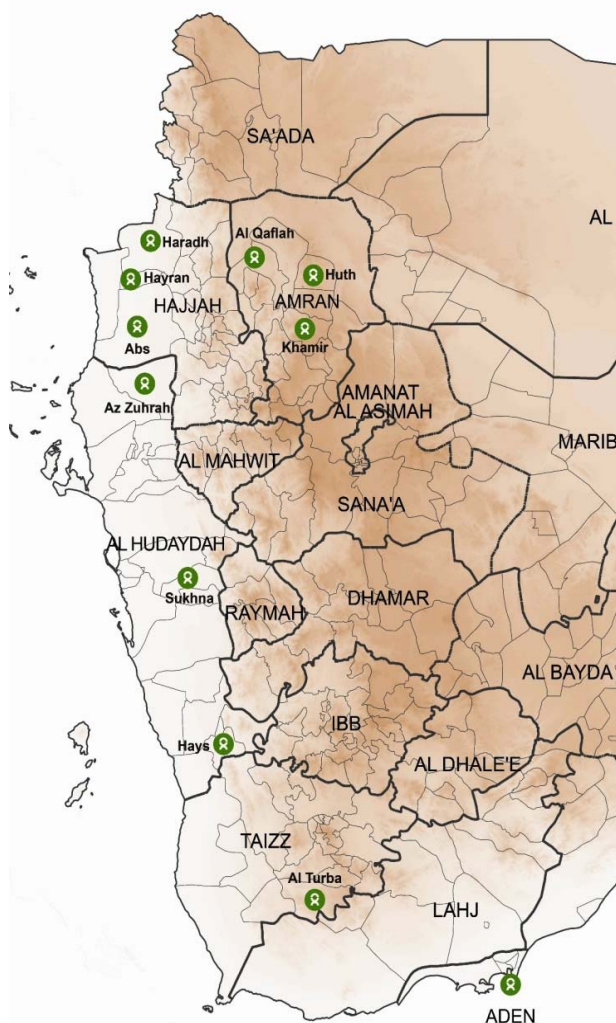 SA'ADA
AL
Haradh
Al Qaflah
Hayran
Huth
HAJJAH
AMRAN
Abs
Khamir
Az Zuhrah
AMANAT
AL ASIMAH
MARIB
AL MAHWIT
SANA'A
AL HUDAYDAH
Sukhna
RAYMAH
DHAMAR
AL BAYDA'
Hays
IBB
AL DHALE'E
TAIZZ
Al Turba
LAHJ
ADEN